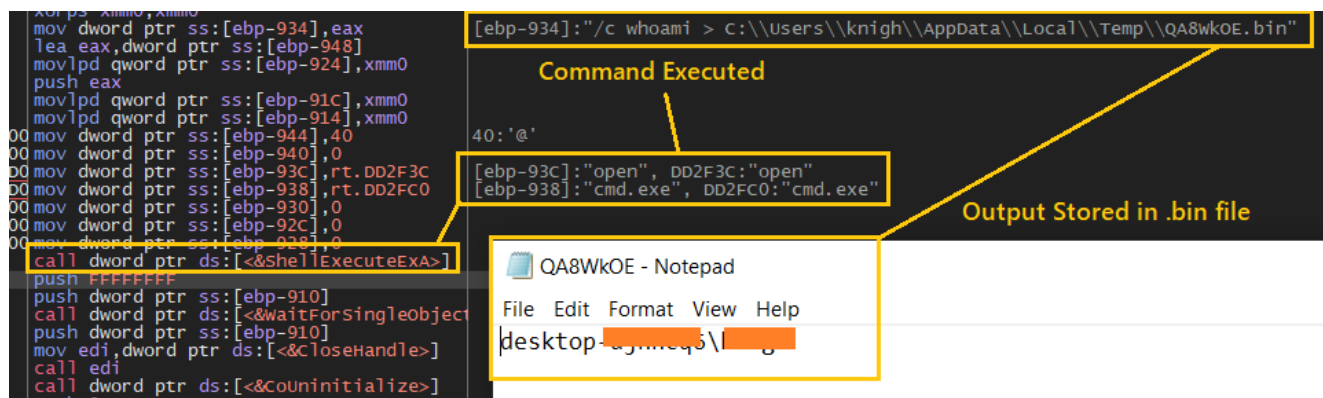 xorps xmm0,xmm0
mov dword ptr ss:[ebp-934],eax [ebp-934]:"/c whoami > C:\\Users\\knigh\\AppData\\Local\\Temp\\QA8WkOE.bin"
lea eax,dword ptr ss:[ebp-948]
movlpd qword ptr ss:[ebp-924],xmm0
push eax
movlpd qword ptr ss:[ebp-91C],xmm0
movlpd qword ptr ss:[ebp-914],xmm0
Command Executed
00 mov dword ptr ss:[ebp-944],40 40:'@'
00 mov dword ptr ss:[ebp-940],0
D0 mov dword ptr ss:[ebp-93C],rt.DD2F3C [ebp-93C]:"open", DD2F3C:"open"
D0 mov dword ptr ss:[ebp-938],rt.DD2FC0 [ebp-938]:"cmd.exe", DD2FC0:"cmd.exe"
00 mov dword ptr ss:[ebp-930],0
00 mov dword ptr ss:[ebp-92C],0
00 mov dword ptr ss:[ebp-928],0
call dword ptr ds:[<&ShellExecuteExA>]
push FFFFFFFF
push dword ptr ss:[ebp-910]
call dword ptr ds:[<&WaitForSingleObject
push dword ptr ss:[ebp-910]
mov edi,dword ptr ds:[<&CloseHandle>]
call edi
call dword ptr ds:[<&CoUninitialize>]
Output Stored in .bin file
QA8WkOE - Notepad
File Edit Format View Help
desktop-